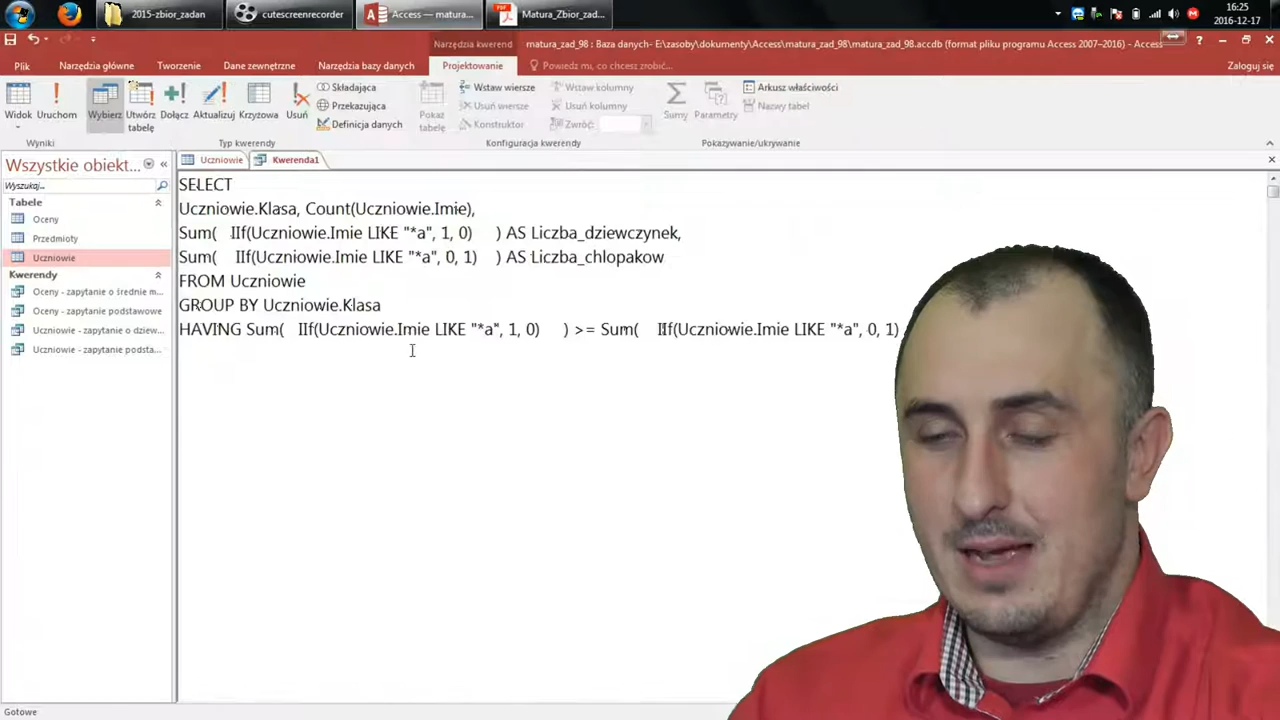 2015-zbior_zadan
cutescreenrecorder
Access — matura...
Matura_Zbior_zad...
16:25
2016-12-17
Narzędzia kwerend
matura_zad_98 : Baza danych- E:\zasoby\dokumenty\Access\matura_zad_98\matura_zad_98.accdb (format pliku programu Access 2007–2016) - Access
Plik
Narzędzia główne
Tworzenie
Dane zewnętrzne
Narzędzia bazy danych
Projektowanie
Powiedz mi, co chcesz zrobić...
Zaloguj się
Widok
Uruchom
Wybierz
Utwórz tabelę
Dołącz
Aktualizuj
Krzyżowa
Usuń
Składająca
Przekazująca
Definicja danych
Pokaż tabelę
Wstaw wiersze
Usuń wiersze
Konstruktor
Wstaw kolumny
Usuń kolumny
Zwróć:
Sumy
Parametry
Arkusz właściwości
Nazwy tabel
Wyniki
Typ kwerendy
Konfiguracja kwerendy
Pokazywanie/ukrywanie
Wszystkie obiekt...
Wyszukaj...
Tabele
Oceny
Przedmioty
Uczniowie
Kwerendy
Oceny - zapytanie o średnie m...
Oceny - zapytanie podstawowe
Uczniowie - zapytanie o dziew...
Uczniowie - zapytanie podsta...
Uczniowie
Kwerenda1
SELECT
Uczniowie.Klasa, Count(Uczniowie.Imie),
Sum( IIf(Uczniowie.Imie LIKE "*a", 1, 0) ) AS Liczba_dziewczynek,
Sum( IIf(Uczniowie.Imie LIKE "*a", 0, 1) ) AS Liczba_chlopakow
FROM Uczniowie
GROUP BY Uczniowie.Klasa
HAVING Sum( IIf(Uczniowie.Imie LIKE "*a", 1, 0) ) >= Sum( IIf(Uczniowie.Imie LIKE "*a", 0, 1)
Gotowe